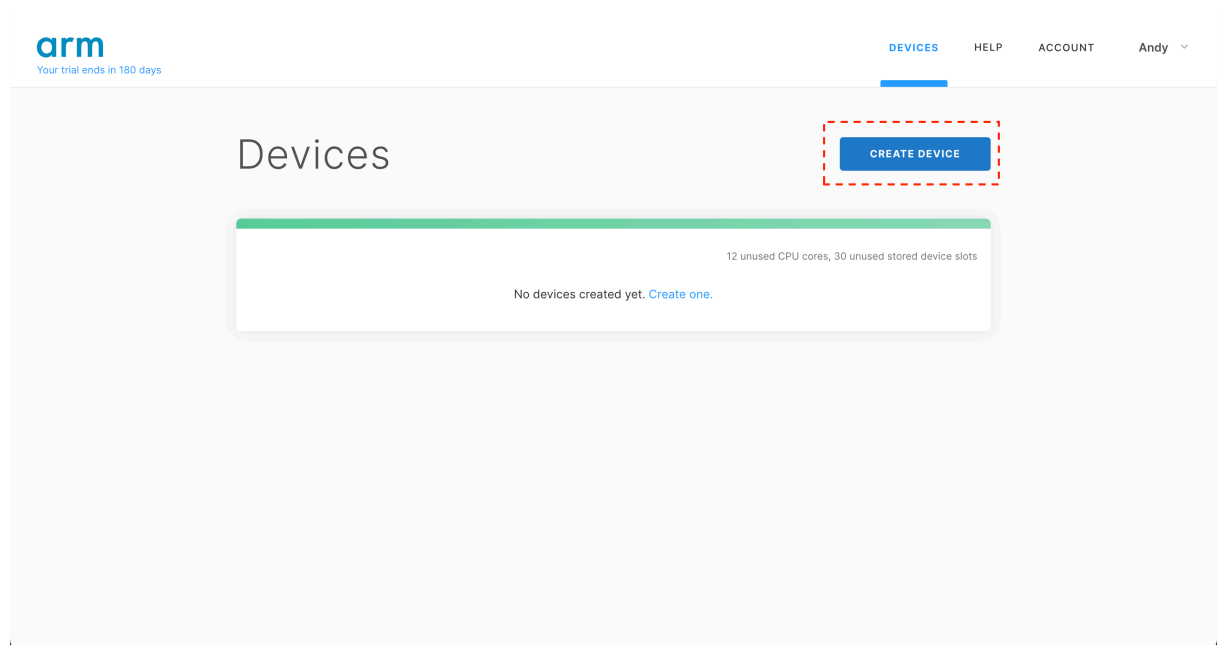 arm
Your trial ends in 180 days
DEVICES HELP ACCOUNT Andy
Devices
CREATE DEVICE
12 unused CPU cores, 30 unused stored device slots
No devices created yet. Create one.